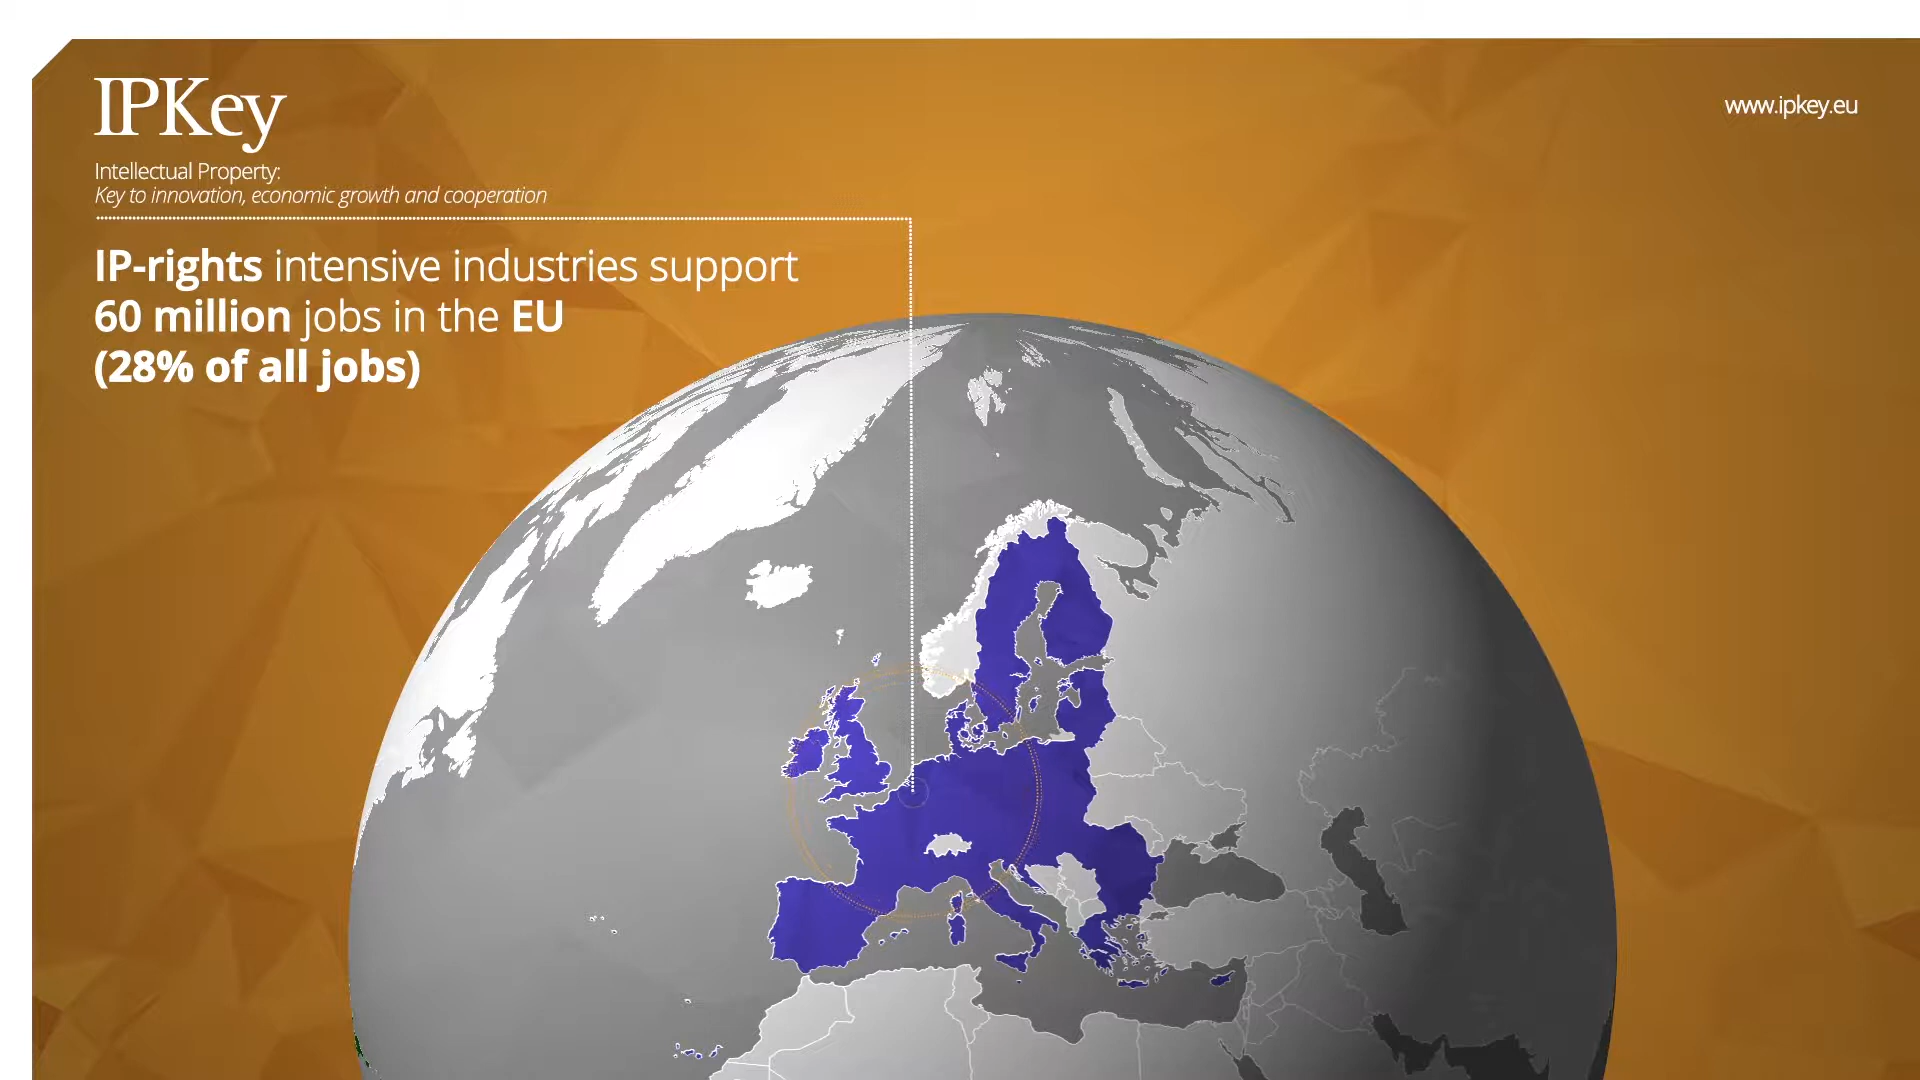 IPKey
www.ipkey.eu
Intellectual Property:
Key to innovation, economic growth and cooperation
IP-rights intensive industries support
60 million jobs in the EU
(28% of all jobs)